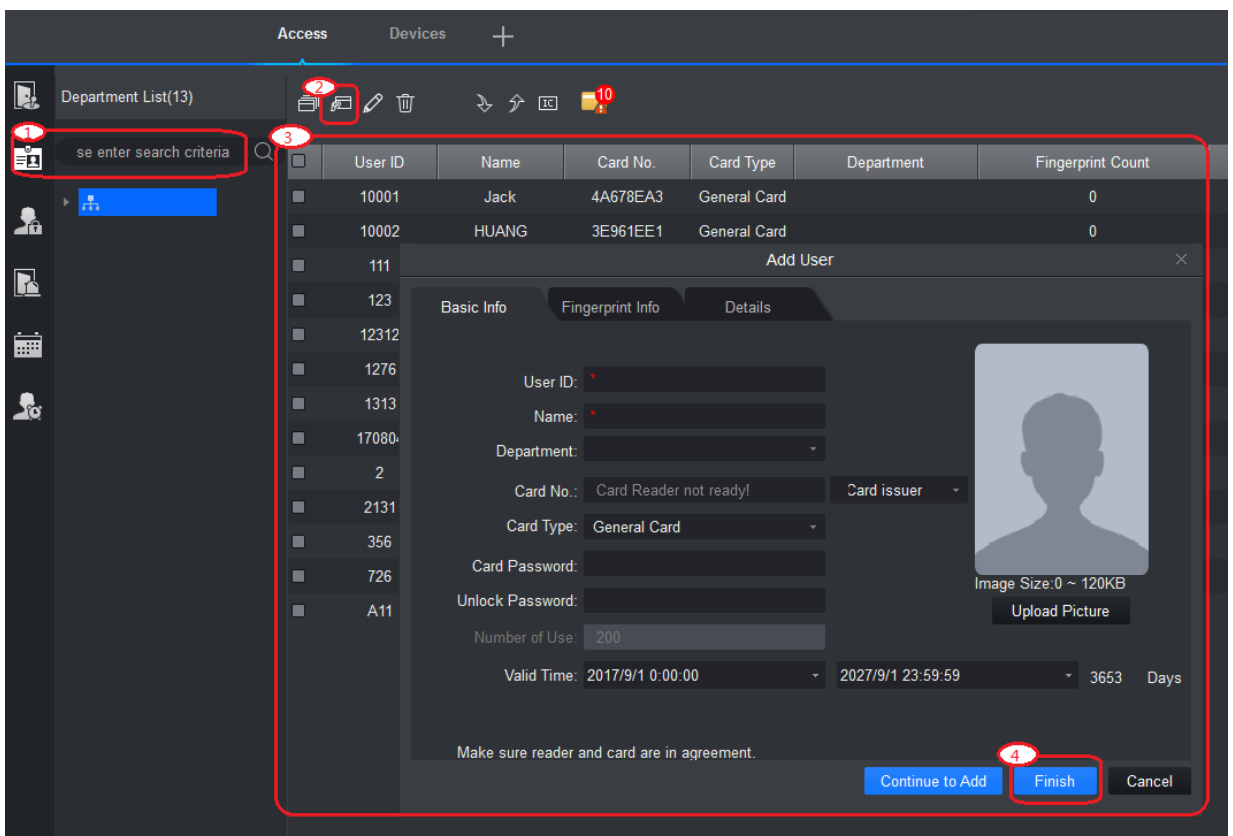 Access Devices
Department List(13)
2
10
1
se enter search criteria
3
User ID Name Card No. Card Type Department Fingerprint Count
10001 Jack 4A678EA3 General Card 0
10002 HUANG 3E961EE1 General Card 0
111
123
12312
1276
1313
17080
2
2131
356
726
A11
Add User
Basic Info Fingerprint Info Details
User ID: *
Name: *
Department:
Card No.: Card Reader not ready! Card issuer
Card Type: General Card
Card Password:
Unlock Password:
Number of Use: 200
Valid Time: 2017/9/1 0:00:00 2027/9/1 23:59:59 3653 Days
Image Size:0 ~ 120KB
Upload Picture
Make sure reader and card are in agreement.
4
Continue to Add Finish Cancel
IC